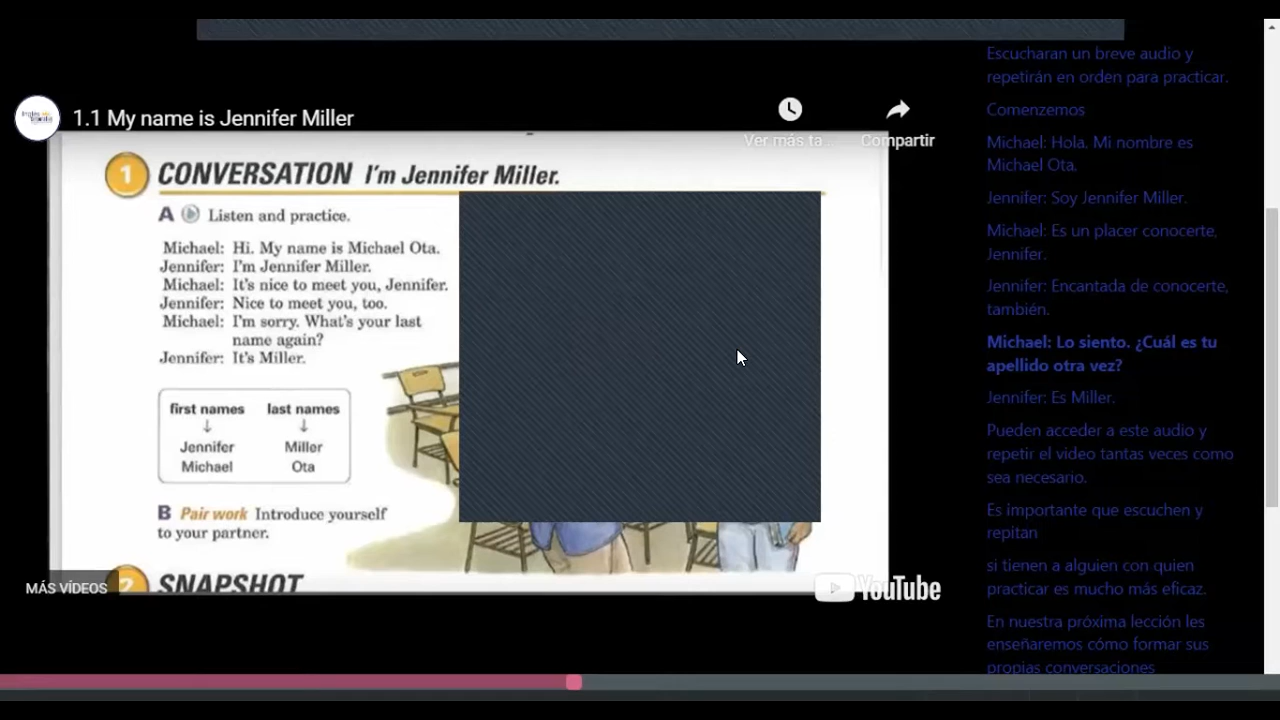 1.1 My name is Jennifer Miller
Ver más ta...
Compartir
1 CONVERSATION I'm Jennifer Miller.
A Listen and practice.
Michael: Hi. My name is Michael Ota.
Jennifer: I'm Jennifer Miller.
Michael: It's nice to meet you, Jennifer.
Jennifer: Nice to meet you, too.
Michael: I'm sorry. What's your last
name again?
Jennifer: It's Miller.
first names last names
Jennifer Miller
Michael Ota
B Pair work Introduce yourself
to your partner.
2 SNAPSHOT
MÁS VÍDEOS
YouTube
Escucharan un breve audio y
repetirán en orden para practicar.
Comenzemos
Michael: Hola. Mi nombre es
Michael Ota.
Jennifer: Soy Jennifer Miller.
Michael: Es un placer conocerte,
Jennifer.
Jennifer: Encantada de conocerte,
también.
Michael: Lo siento. ¿Cuál es tu
apellido otra vez?
Jennifer: Es Miller.
Pueden acceder a este audio y
repetir el video tantas veces como
sea necesario.
Es importante que escuchen y
repitan
si tienen a alguien con quien
practicar es mucho más eficaz.
En nuestra próxima lección les
enseñaremos cómo formar sus
propias conversaciones